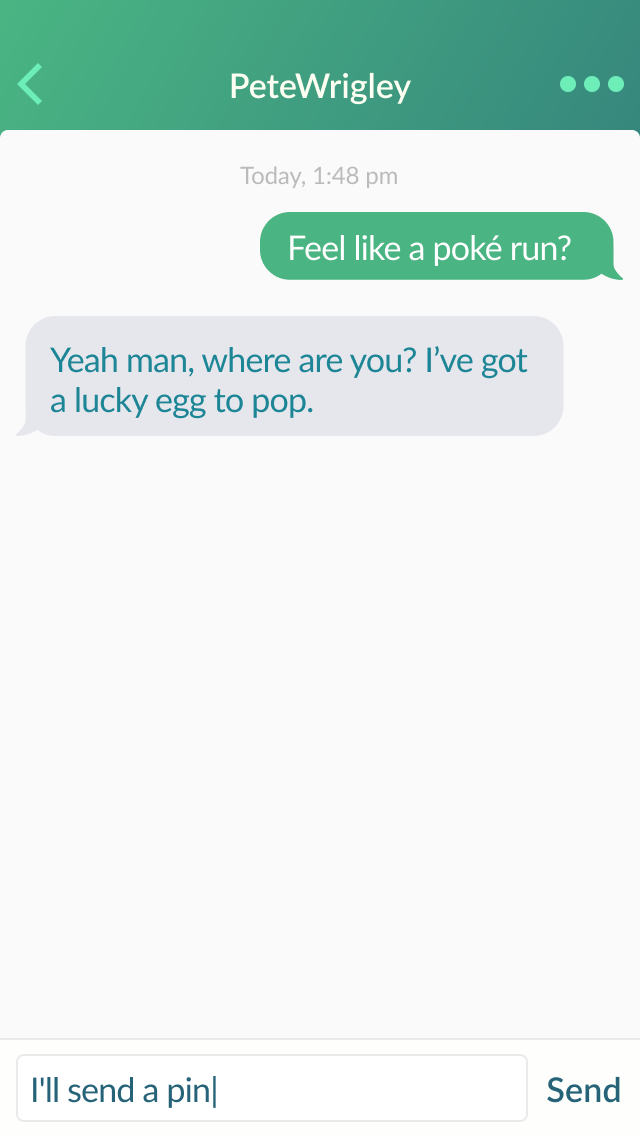 PeteWrigley
Today, 1:48 pm
Feel like a poké run?
Yeah man, where are you? I’ve got
a lucky egg to pop.
I'll send a pin
Send